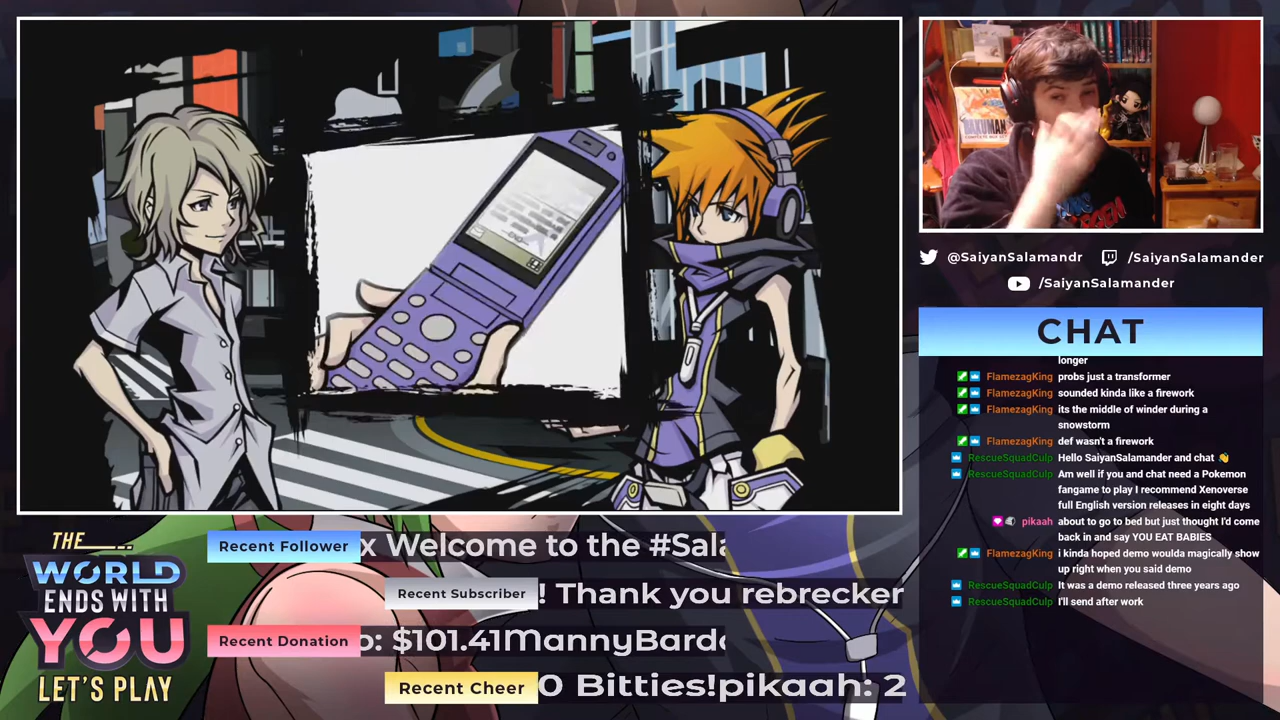 BAKUMAN
@SaiyanSalamandr
/SaiyanSalamander
/SaiyanSalamander
CHAT
longer
FlamezagKing probs just a transformer
FlamezagKing sounded kinda like a firework
FlamezagKing its the middle of winder during a
snowstorm
FlamezagKing def wasn't a firework
RescueSquadCulp Hello SaiyanSalamander and chat 👋
RescueSquadCulp Am well if you and chat need a Pokemon
fangame to play I recommend Xenoverse
full English version releases in eight days
pikaah about to go to bed but just thought I'd come
back in and say YOU EAT BABIES
FlamezagKing i kinda hoped demo woulda magically show
up right when you said demo
RescueSquadCulp It was a demo released three years ago
RescueSquadCulp I'll send after work
THE
WORLD
ENDS WITH
YOU
LET'S PLAY
Recent Follower x Welcome to the #Sala
Recent Subscriber ! Thank you rebrecker
Recent Donation o: $101.41MannyBardo
Recent Cheer 0 Bitties!pikaah: 2